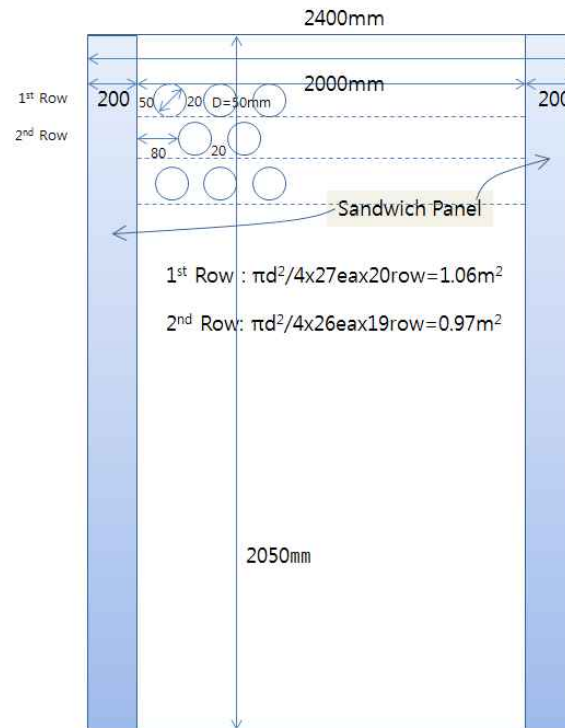 2400mm
2000mm
1st Row
200
50
20
D=50mm
200
2nd Row
80
20
Sandwich Panel
1st Row : πd²/4x27eax20row=1.06m²
2nd Row: πd²/4x26eax19row=0.97m²
2050mm